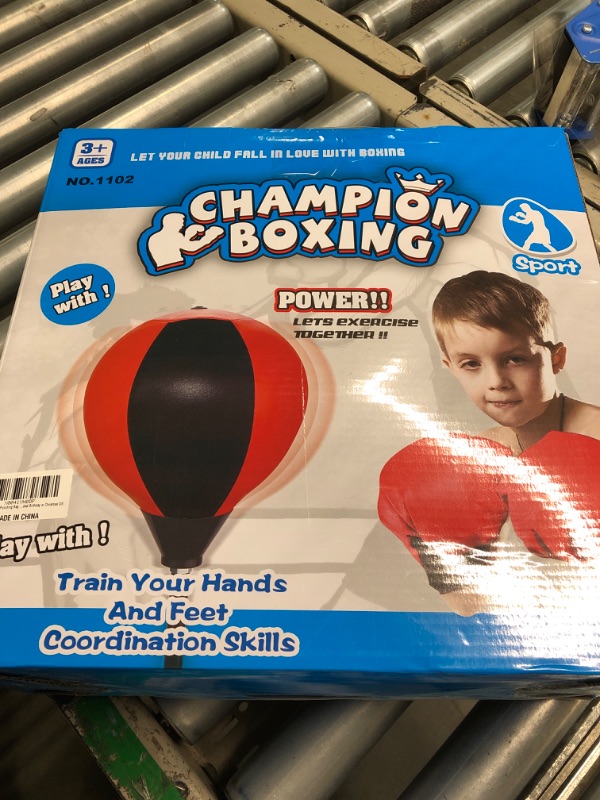 3+
AGES
LET YOUR CHILD FALL IN LOVE WITH BOXING
NO.1102
CHAMPION
BOXING
Sport
Play
with !
POWER!!
LETS EXERCISE
TOGETHER !!
ADE IN CHINA
ay with !
Train Your Hands
And Feet
Coordination Skills